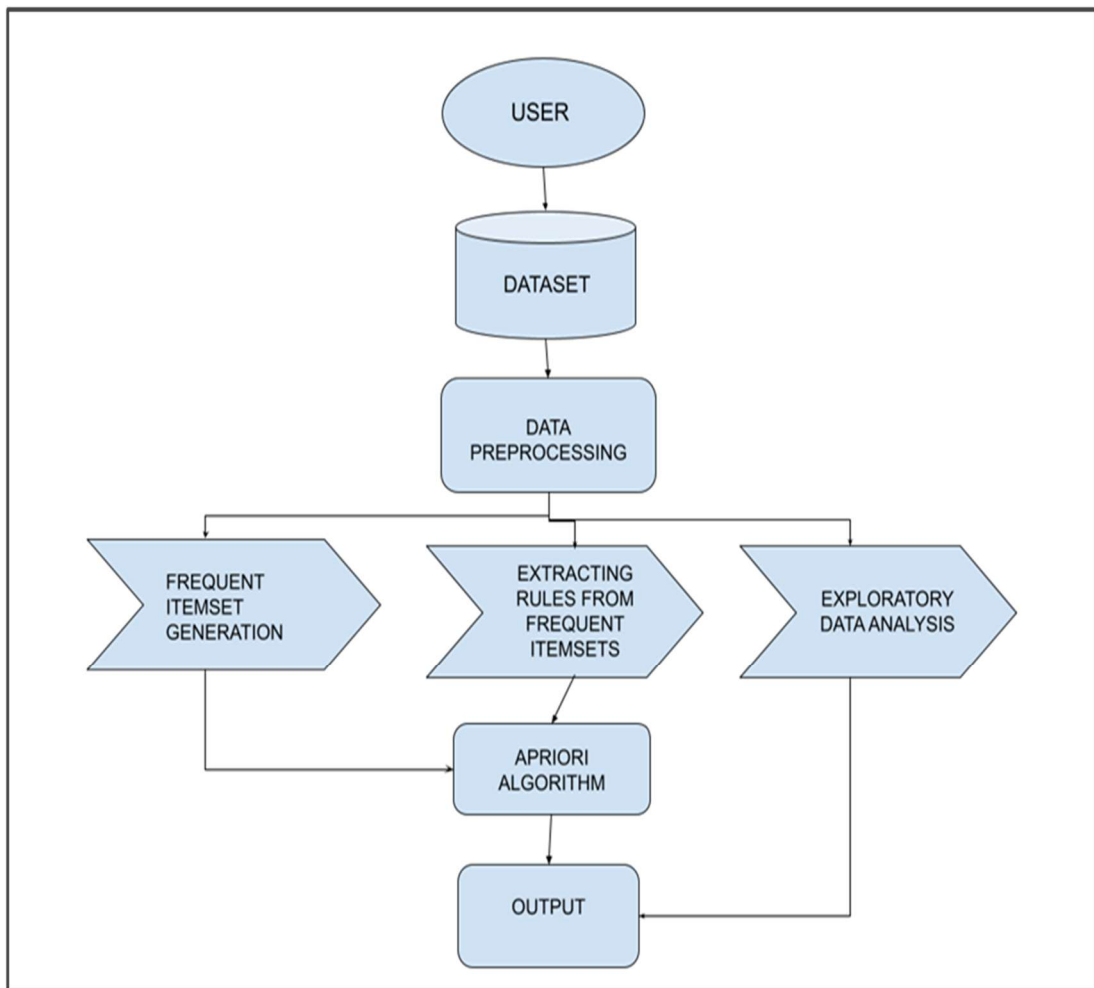 USER
DATASET
DATA
PREPROCESSING
FREQUENT
ITEMSET
GENERATION
EXTRACTING
RULES FROM
FREQUENT
ITEMSETS
EXPLORATORY
DATA ANALYSIS
APRIORI
ALGORITHM
OUTPUT